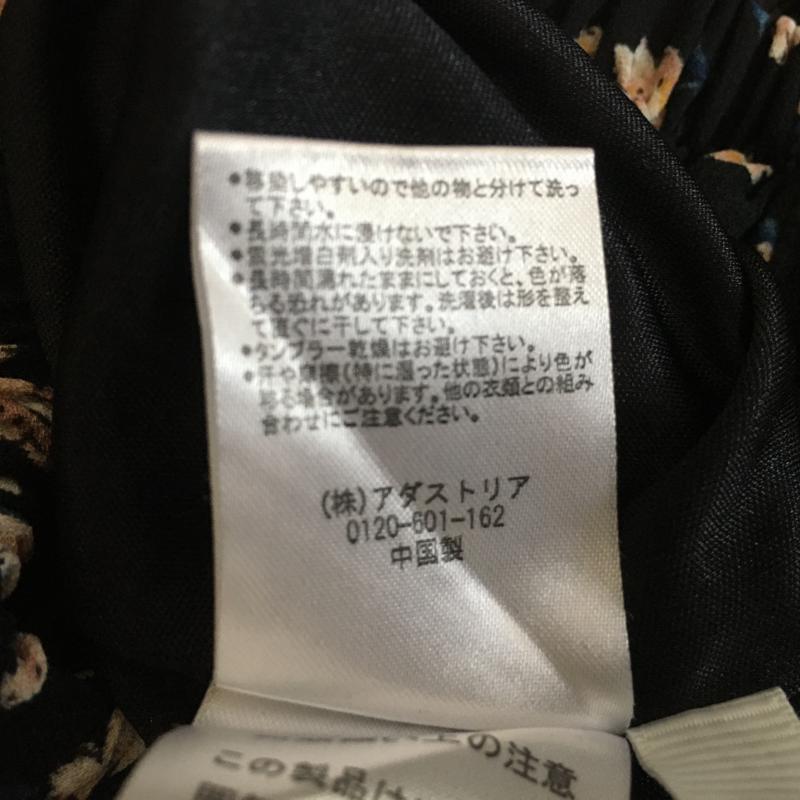 ●移染しやすいので他の物と分けて洗っ
て下さい。
●長時間水に浸けないで下さい。
●蛍光増白剤入り洗剤はお避け下さい。
●長時間濡れたままにしておくと、色が落
ちる恐れがあります。洗濯後は形を整え
て直ぐに干して下さい。
●タンブラー乾燥はお避け下さい。
●汗や摩擦(特に湿った状態)により色が
移る場合があります。他の衣類との組み
合わせにご注意ください。
(株)アダストリア
0120-601-162
中国製
の注意
この製品は